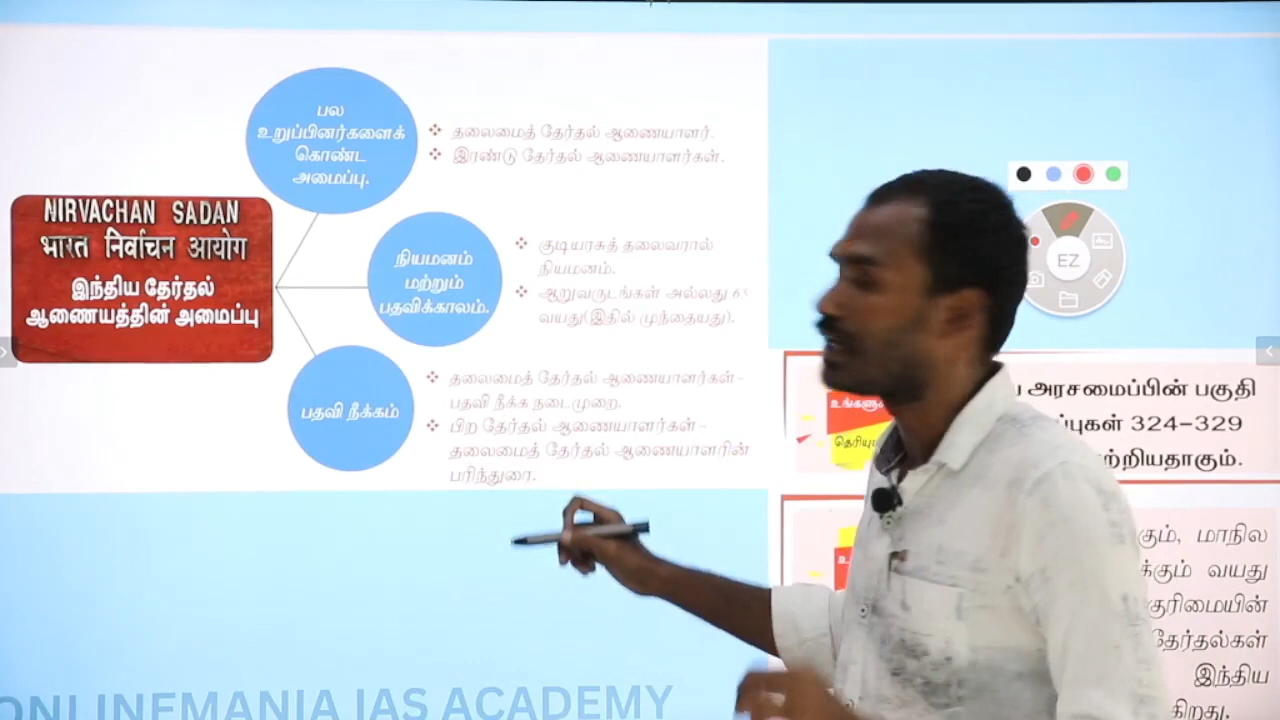 பல
உறுப்பினர்களைக்
கொண்ட
அமைப்பு.
❖ தலைமைத் தேர்தல் ஆணையாளர்.
❖ இரண்டு தேர்தல் ஆணையாளர்கள்.
NIRVACHAN SADAN
भारत निर्वाचन आयोग
இந்திய தேர்தல்
ஆணையத்தின் அமைப்பு
நியமனம்
மற்றும்
பதவிக்காலம்.
❖ குடியரசுத் தலைவரால்
நியமனம்.
❖ ஆறுவருடங்கள் அல்லது 65
வயது(இதில் முந்தையது).
பதவி நீக்கம்
❖ தலைமைத் தேர்தல் ஆணையாளர்கள்-
பதவி நீக்க நடைமுறை.
❖ பிற தேர்தல் ஆணையாளர்கள்-
தலைமைத் தேர்தல் ஆணையாளரின்
பரிந்துரை.
EZ
அரசமைப்பின் பகுதி
324–329
ONLINEMANIA IAS ACADEMY
மாநில
வயது
இந்திய